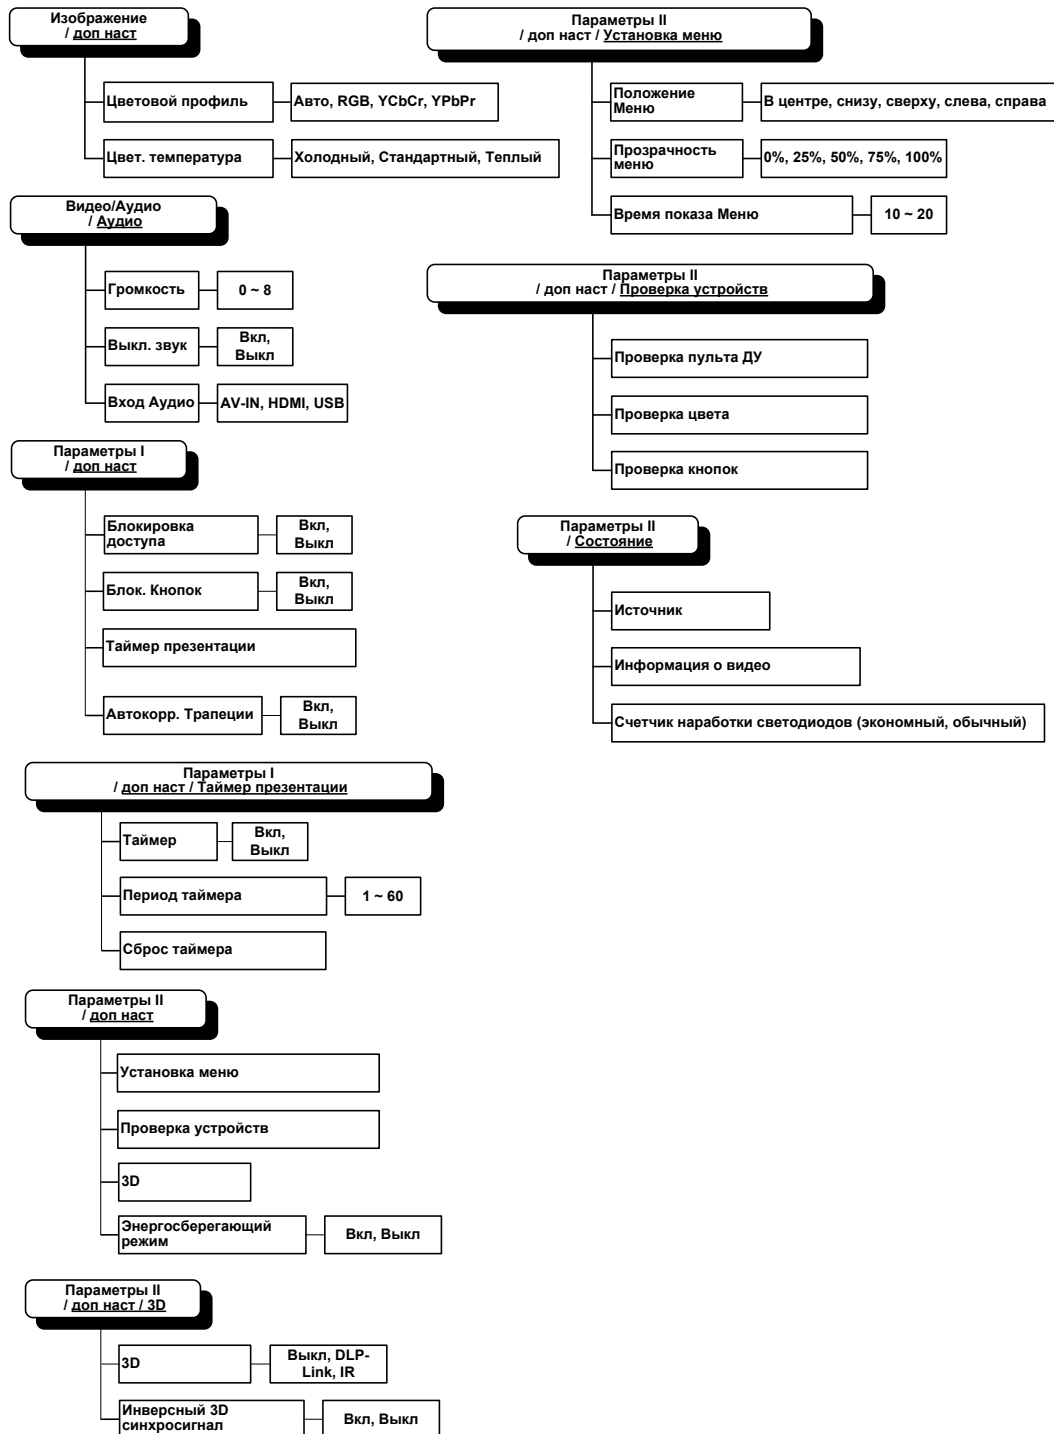 Изображение
/ доп наст
Цветовой профиль
Авто, RGB, YCbCr, YPbPr
Цвет. температура
Холодный, Стандартный, Теплый
Видео/Аудио
/ Аудио
Громкость
0 ~ 8
Выкл. звук
Вкл,
Выкл
Вход Аудио
AV-IN, HDMI, USB
Параметры I
/ доп наст
Блокировка
доступа
Вкл,
Выкл
Блок. Кнопок
Вкл,
Выкл
Таймер презентации
Автокорр. Трапеции
Вкл,
Выкл
Параметры I
/ доп наст / Таймер презентации
Таймер
Вкл,
Выкл
Период таймера
1 ~ 60
Сброс таймера
Параметры II
/ доп наст
Установка меню
Проверка устройств
3D
Энергосберегающий
режим
Вкл, Выкл
Параметры II
/ доп наст / 3D
3D
Выкл, DLP-
Link, IR
Инверсный 3D
синхросигнал
Вкл, Выкл
Параметры II
/ доп наст / Установка меню
Положение
Меню
В центре, снизу, сверху, слева, справа
Прозрачность
меню
0%, 25%, 50%, 75%, 100%
Время показа Меню
10 ~ 20
Параметры II
/ доп наст / Проверка устройств
Проверка пульта ДУ
Проверка цвета
Проверка кнопок
Параметры II
/ Состояние
Источник
Информация о видео
Счетчик наработки светодиодов (экономный, обычный)